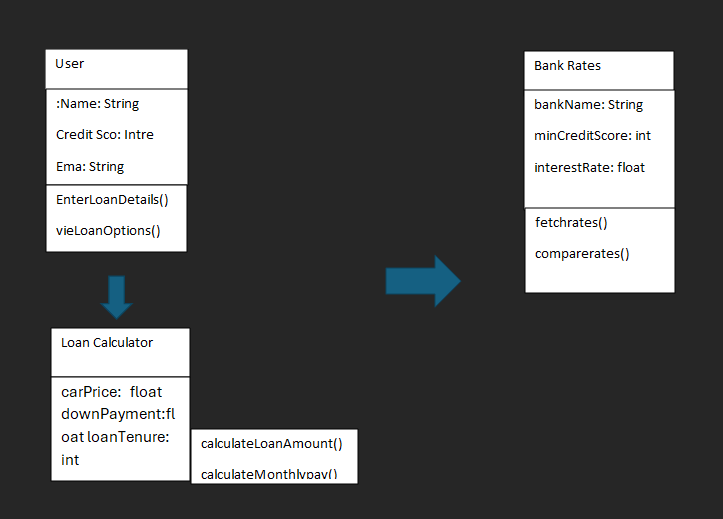 User
:Name: String
Credit Sco: Intre
Ema: String
EnterLoanDetails()
vieLoanOptions()
Loan Calculator
carPrice:  float
downPayment:fl
oat loanTenure:
int
calculateLoanAmount()
calculateMonthlypay()
Bank Rates
bankName: String
minCreditScore: int
interestRate: float
fetchrates()
comparerates()